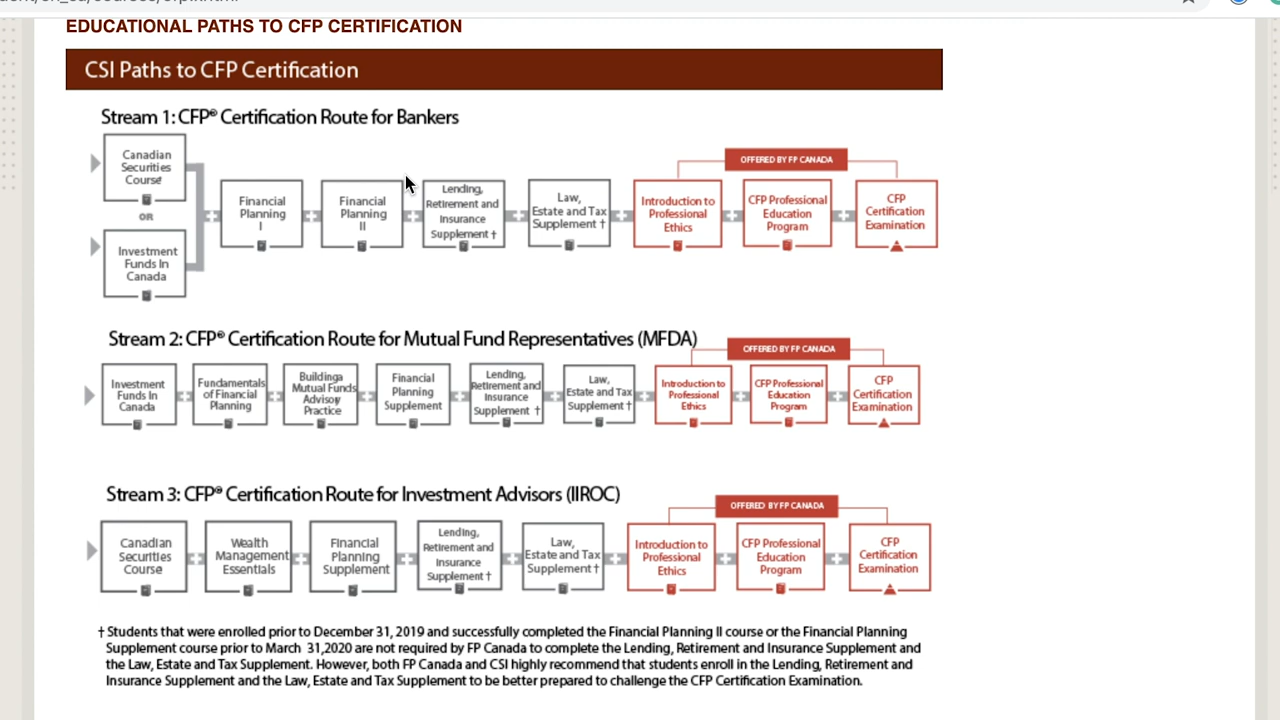 EDUCATIONAL PATHS TO CFP CERTIFICATION
CSI Paths to CFP Certification
Stream 1: CFP® Certification Route for Bankers
Canadian
Securities
Course
OR
Investment
Funds In
Canada
Financial
Planning
I
Financial
Planning
II
Lending,
Retirement and
Insurance
Supplement †
Law,
Estate and Tax
Supplement †
OFFERED BY FP CANADA
Introduction to
Professional
Ethics
CFP Professional
Education
Program
CFP
Certification
Examination
Stream 2: CFP® Certification Route for Mutual Fund Representatives (MFDA)
Investment
Funds In
Canada
Fundamentals
of Financial
Planning
Building a
Mutual Funds
Advisory
Practice
Financial
Planning
Supplement
Lending,
Retirement and
Insurance
Supplement †
Law,
Estate and Tax
Supplement †
OFFERED BY FP CANADA
Introduction to
Professional
Ethics
CFP Professional
Education
Program
CFP
Certification
Examination
Stream 3: CFP® Certification Route for Investment Advisors (IIROC)
Canadian
Securities
Course
Wealth
Management
Essentials
Financial
Planning
Supplement
Lending,
Retirement and
Insurance
Supplement †
Law,
Estate and Tax
Supplement †
OFFERED BY FP CANADA
Introduction to
Professional
Ethics
CFP Professional
Education
Program
CFP
Certification
Examination
† Students that were enrolled prior to December 31, 2019 and successfully completed the Financial Planning II course or the Financial Planning
Supplement course prior to March 31,2020 are not required by FP Canada to complete the Lending, Retirement and Insurance Supplement and
the Law, Estate and Tax Supplement. However, both FP Canada and CSI highly recommend that students enroll in the Lending, Retirement and
Insurance Supplement and the Law, Estate and Tax Supplement to be better prepared to challenge the CFP Certification Examination.